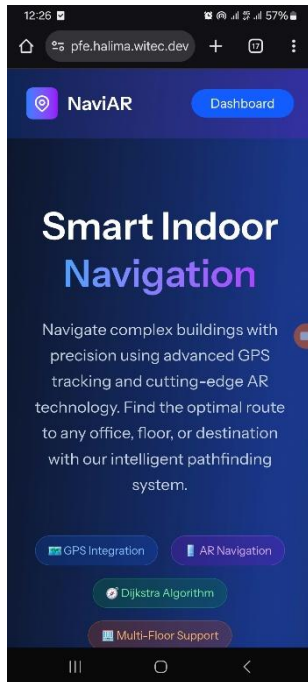 12:26
57%
pfe.halima.witec.dev
17
NaviAR
Dashboard
Smart Indoor
Navigation
Navigate complex buildings with
precision using advanced GPS
tracking and cutting-edge AR
technology. Find the optimal route
to any office, floor, or destination
with our intelligent pathfinding
system.
GPS Integration
AR Navigation
Dijkstra Algorithm
Multi-Floor Support